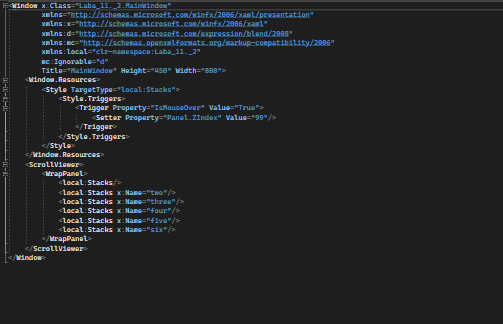 <Window x:Class="Laba_11._2.MainWindow"
xmlns="http://schemas.microsoft.com/winfx/2006/xaml/presentation"
xmlns:x="http://schemas.microsoft.com/winfx/2006/xaml"
xmlns:d="http://schemas.microsoft.com/expression/blend/2008"
xmlns:mc="http://schemas.openxmlformats.org/markup-compatibility/2006"
xmlns:local="clr-namespace:Laba_11._2"
mc:Ignorable="d"
Title="MainWindow" Height="450" Width="800">
<Window.Resources>
<Style TargetType="local:Stacks">
<Style.Triggers>
<Trigger Property="IsMouseOver" Value="True">
<Setter Property="Panel.ZIndex" Value="99"/>
</Trigger>
</Style.Triggers>
</Style>
</Window.Resources>
<ScrollViewer>
<WrapPanel>
<local:Stacks/>
<local:Stacks x:Name="two"/>
<local:Stacks x:Name="three"/>
<local:Stacks x:Name="four"/>
<local:Stacks x:Name="five"/>
<local:Stacks x:Name="six"/>
</WrapPanel>
</ScrollViewer>
</Window>